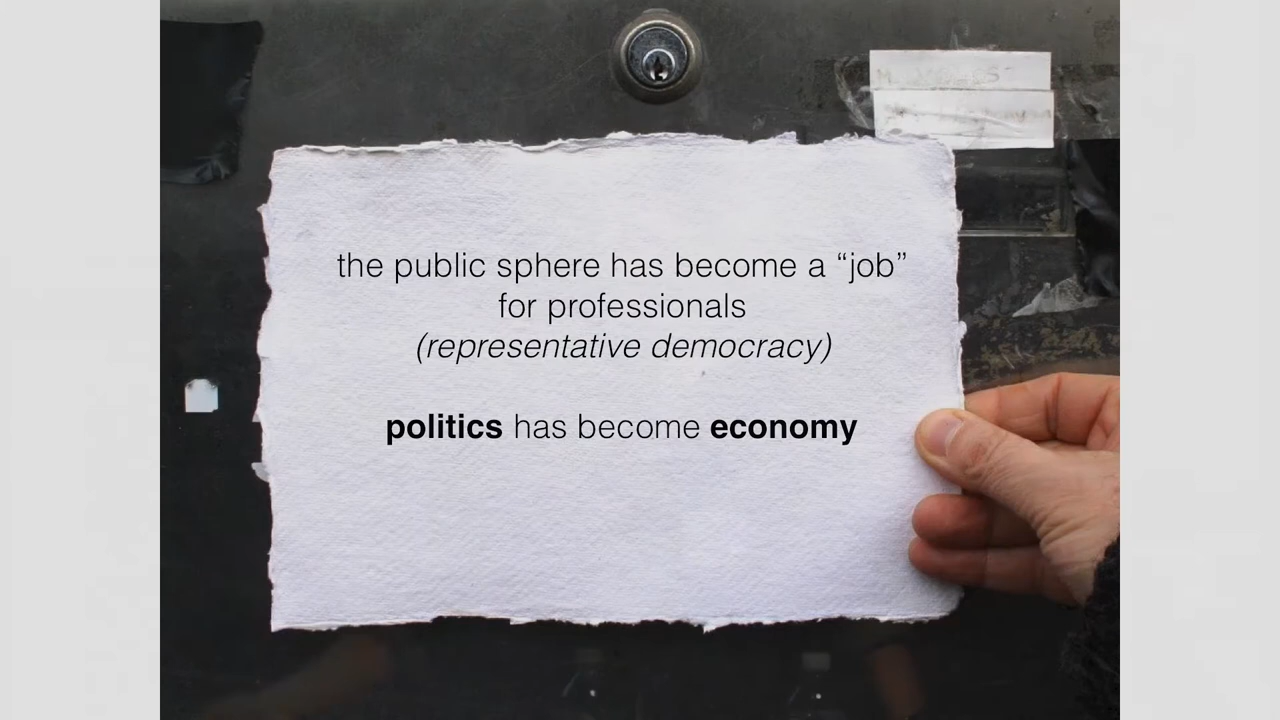 the public sphere has become a “job”
for professionals
(representative democracy)
politics has become economy